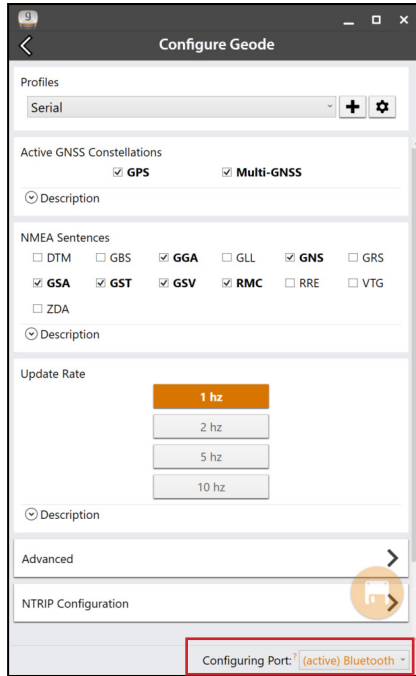 9
Configure Geode
Profiles
Serial
Active GNSS Constellations
GPS Multi-GNSS
Description
NMEA Sentences
DTM GBS GGA GLL GNS GRS
GSA GST GSV RMC RRE VTG
ZDA
Description
Update Rate
1 hz
2 hz
5 hz
10 hz
Description
Advanced
NTRIP Configuration
Configuring Port: ? (active) Bluetooth